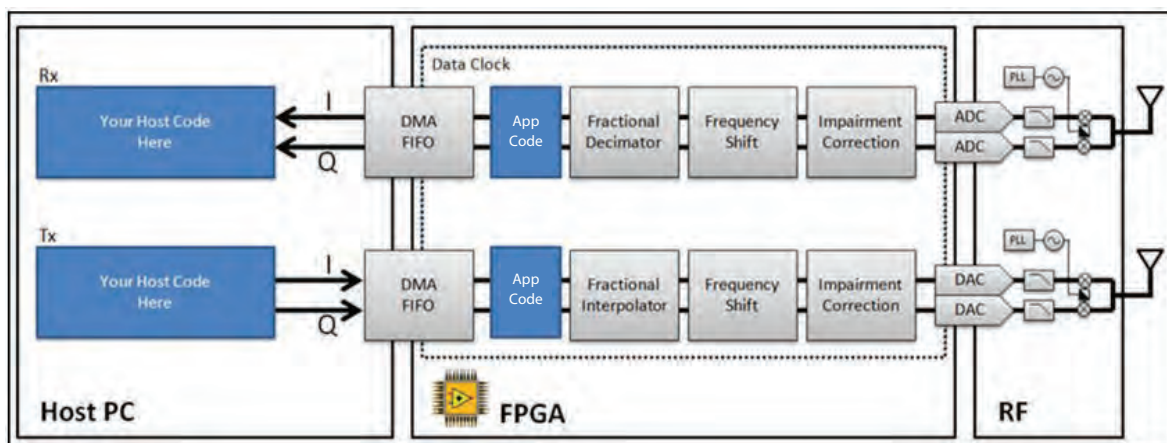 Rx
Data Clock
Your Host Code
Here
I
Q
DMA
FIFO
App
Code
Fractional
Decimator
Frequency
Shift
Impairment
Correction
ADC
ADC
PLL
Tx
Your Host Code
Here
I
Q
DMA
FIFO
App
Code
Fractional
Interpolator
Frequency
Shift
Impairment
Correction
DAC
DAC
PLL
Host PC
FPGA
RF